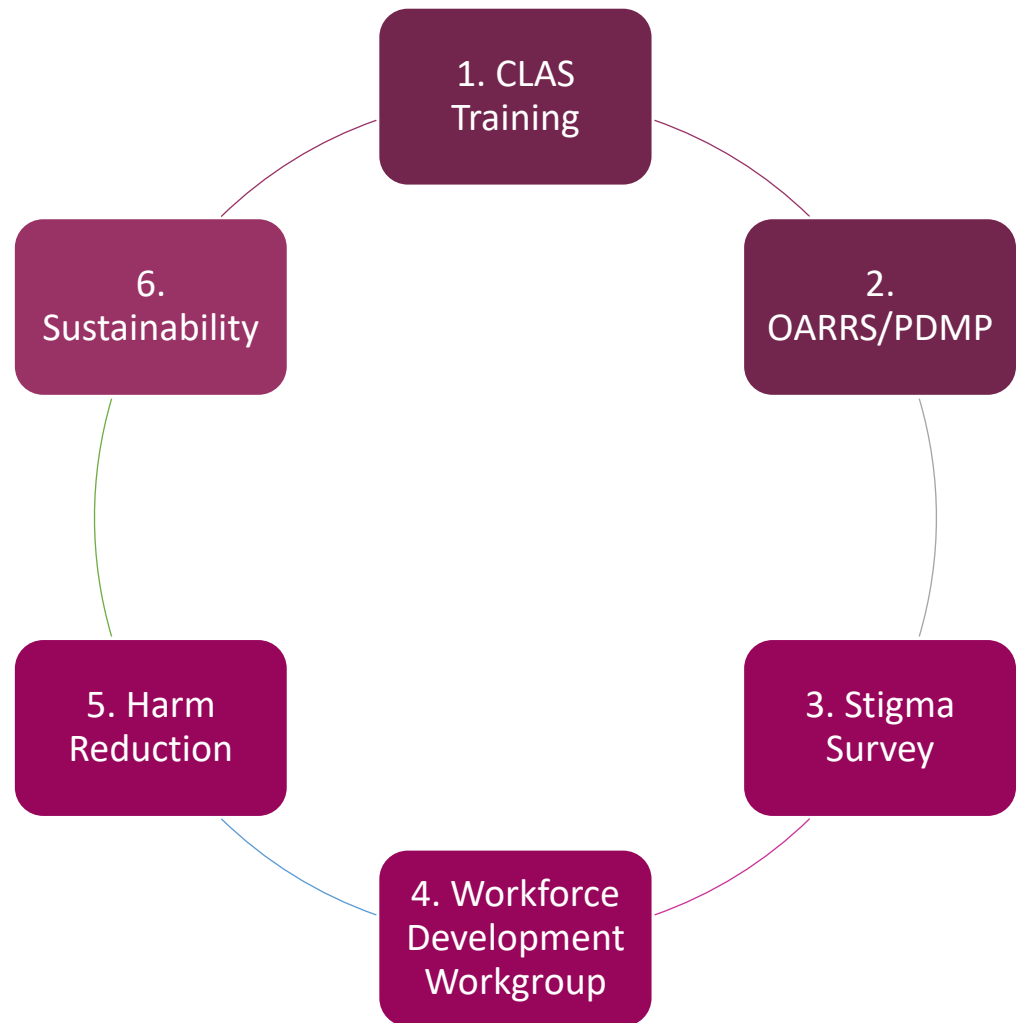 1. CLAS
Training
2.
OARRS/PDMP
3. Stigma
Survey
4. Workforce
Development
Workgroup
5. Harm
Reduction
6.
Sustainability